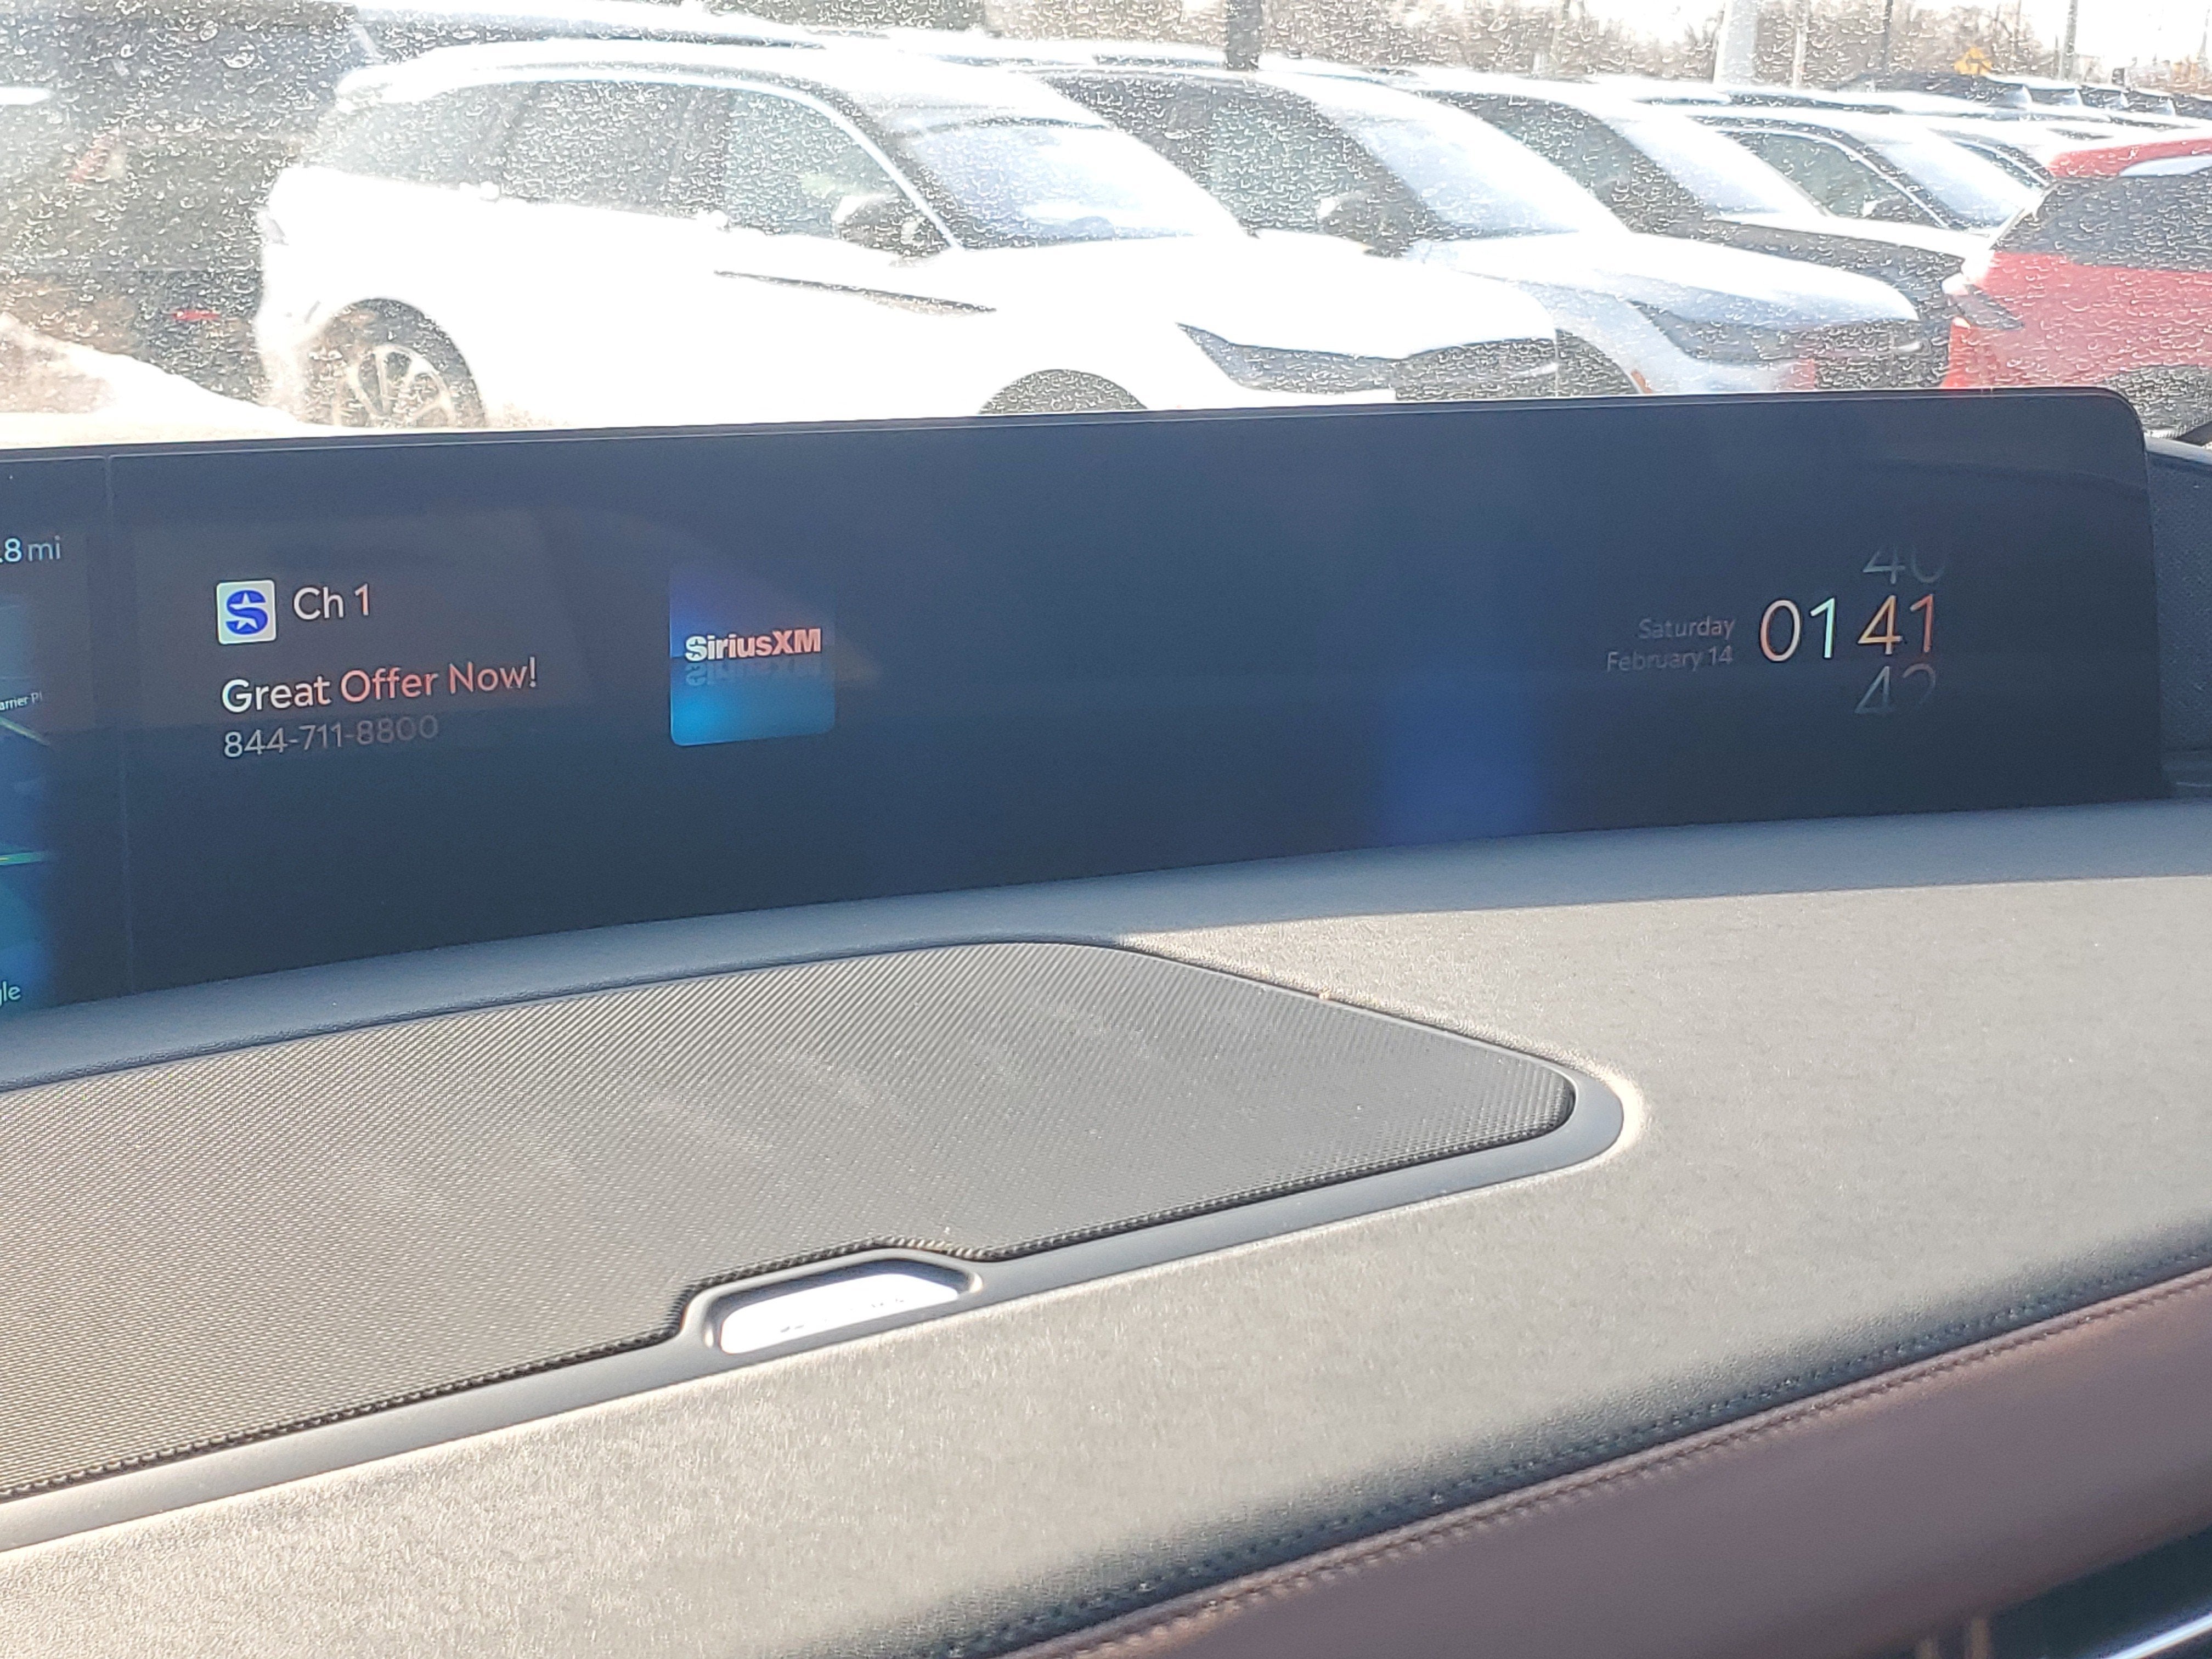 .8 mi
Ch 1
Great Offer Now!
844-711-8800
SiriusXM
Saturday
February 14
40
01 41
42